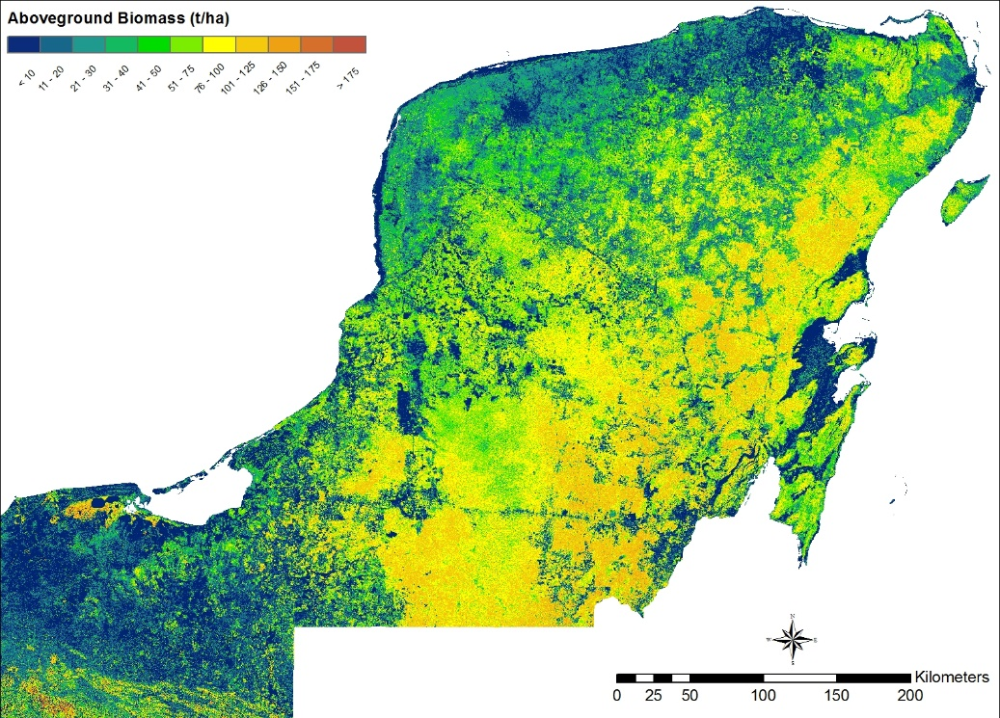 Aboveground Biomass (t/ha)
< 10
11 - 20
21 - 30
31 - 40
41 - 50
51 - 75
76 - 100
101 - 125
126 - 150
151 - 175
> 175
N
W
E
S
Kilometers
0 25 50 100 150 200